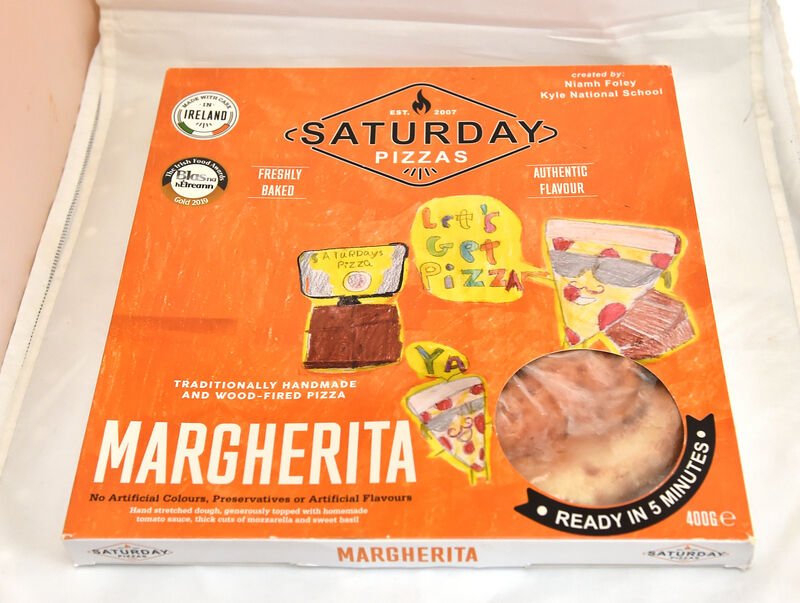 MADE WITH CARE
IN
IRELAND
created by:
Niamh Foley
Kyle National School
EST. 2007
SATURDAY
PIZZAS
The Irish Food Awards
Blas na
hÉireann
Gold 2019
FRESHLY
BAKED
AUTHENTIC
FLAVOUR
SATURDAYS
PIZZa
Let's
Get
PizzA
YA
TRADITIONALLY HANDMADE
AND WOOD-FIRED PIZZA
MARGHERITA
No Artificial Colours, Preservatives or Artificial Flavours
Hand stretched dough, generously topped with homemade
tomato sauce, thick cuts of mozzarella and sweet basil
• READY IN 5 MINUTES •
400G e
SATURDAY
PIZZAS
MARGHERITA
SATURDAY
PIZZAS